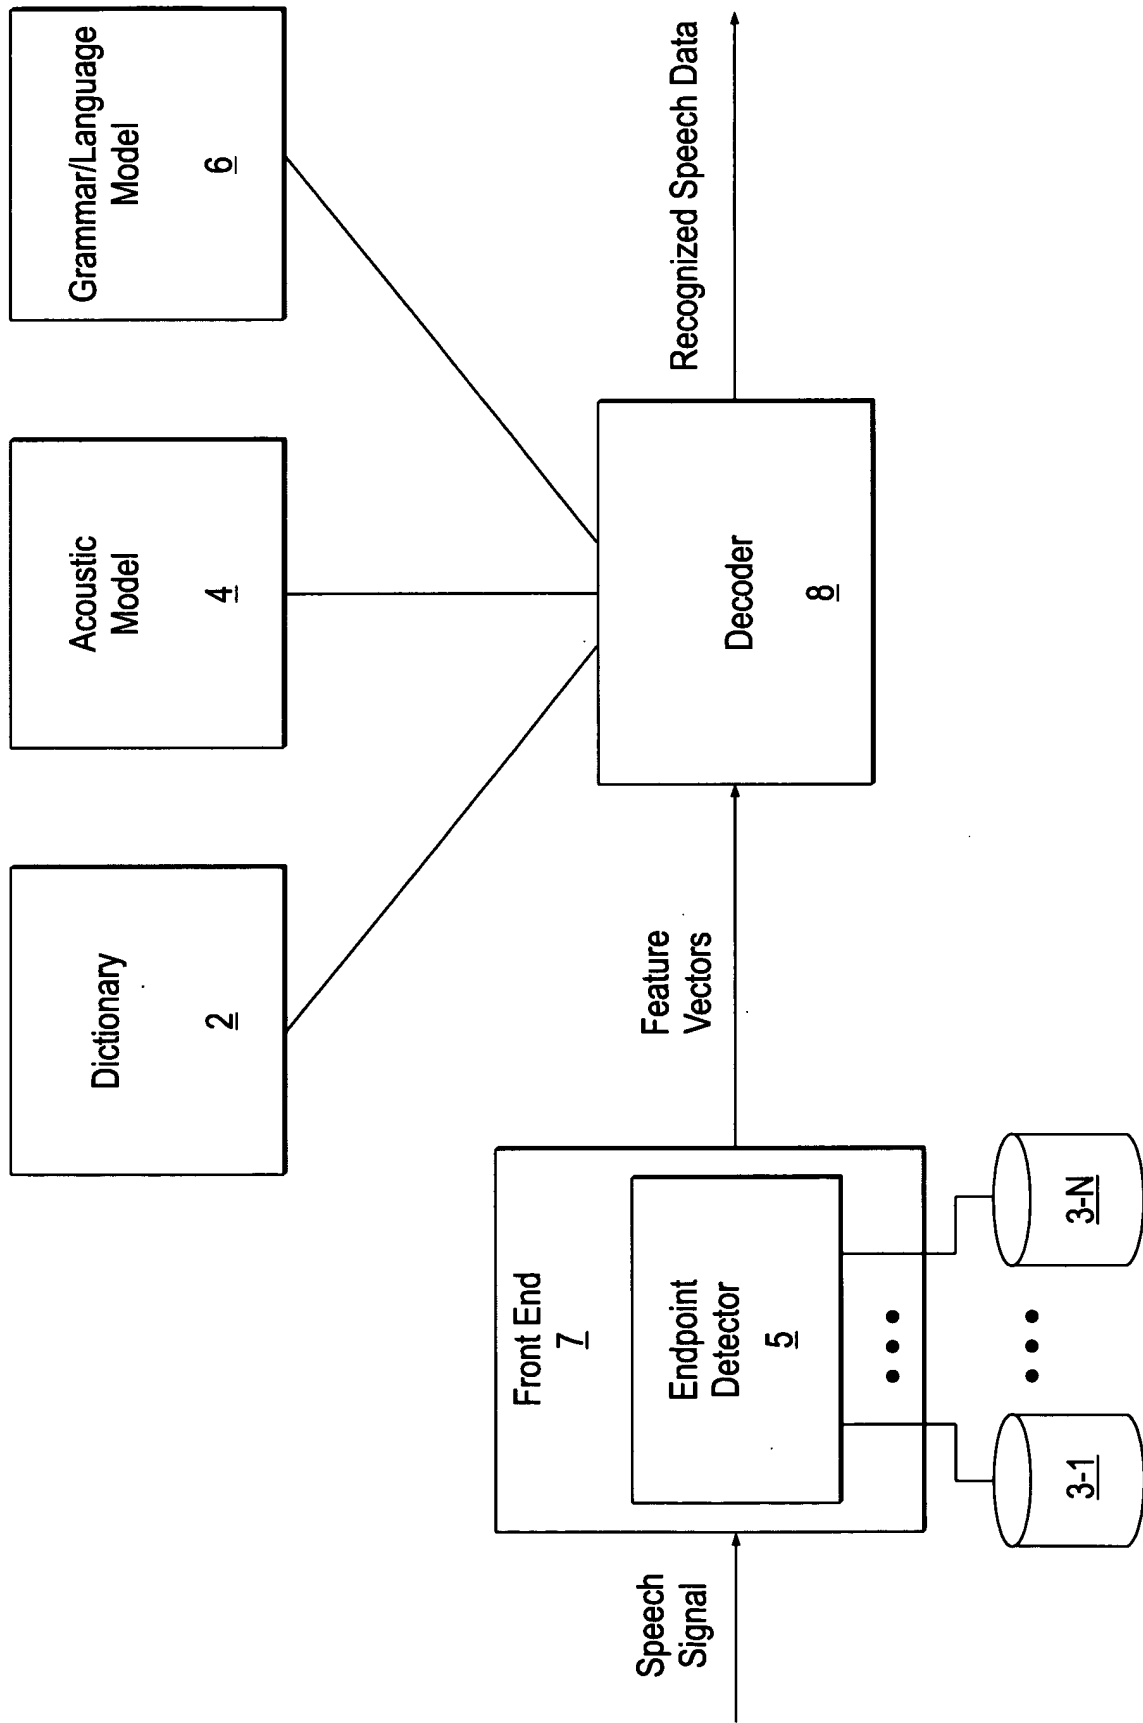 Dictionary
2
Acoustic
Model
4
Grammar/Language
Model
6
Speech
Signal
Front End
7
Endpoint
Detector
5
Feature
Vectors
Decoder
8
Recognized Speech Data
3-1
3-N